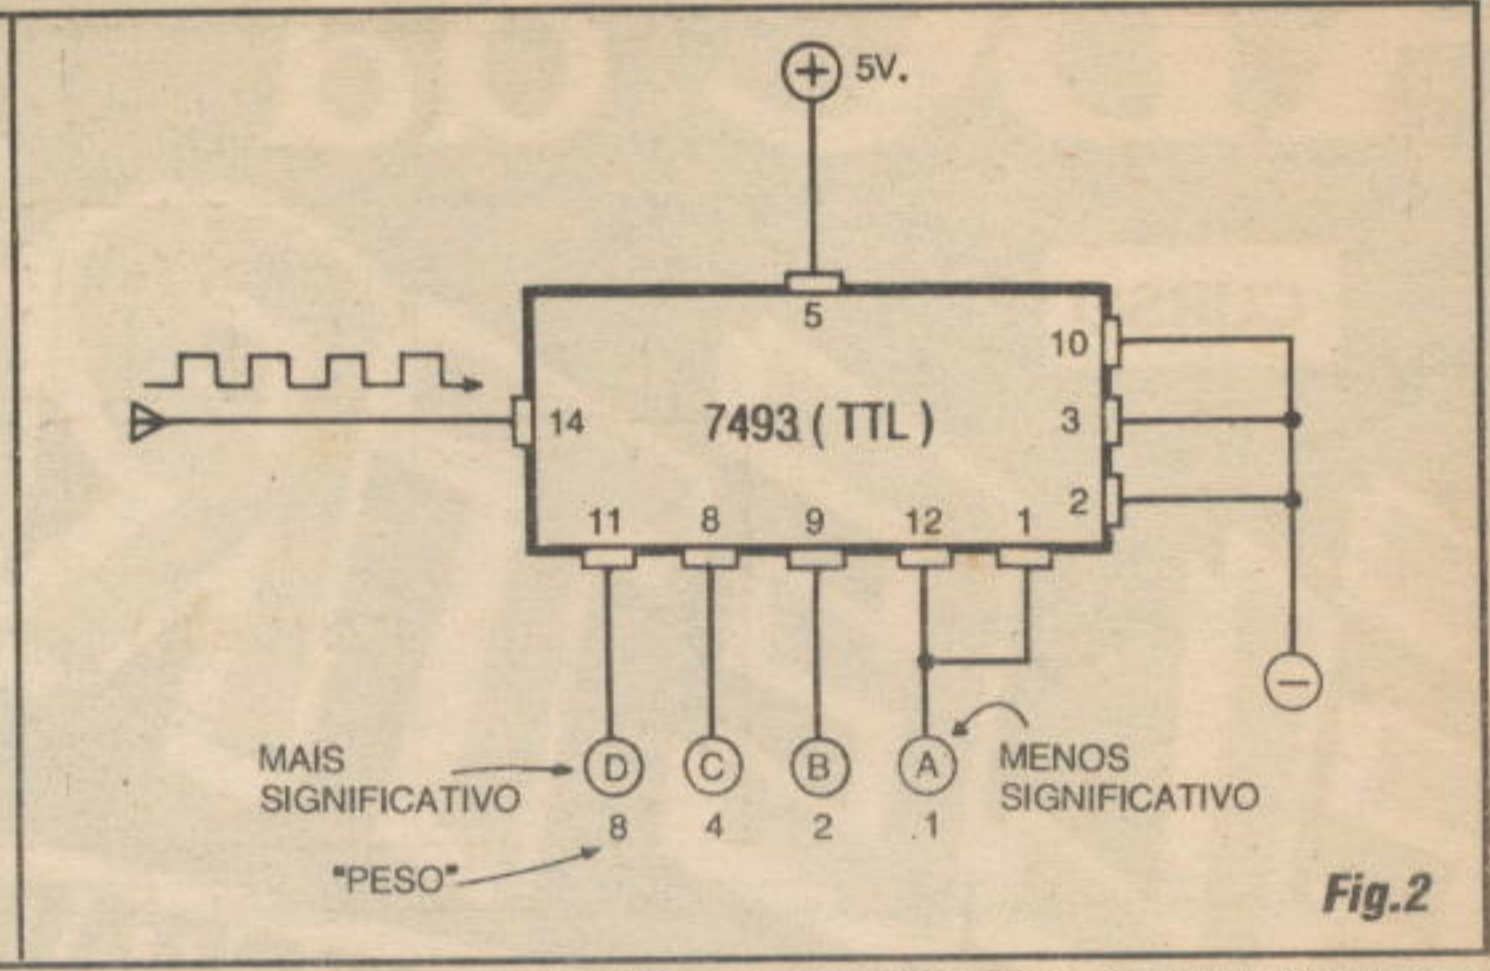 5V.
5
10
14
7493 ( TTL )
3
2
11 8 9 12 1
MAIS
SIGNIFICATIVO
D C B A
MENOS
SIGNIFICATIVO
8 4 2 .1
"PESO"
Fig.2